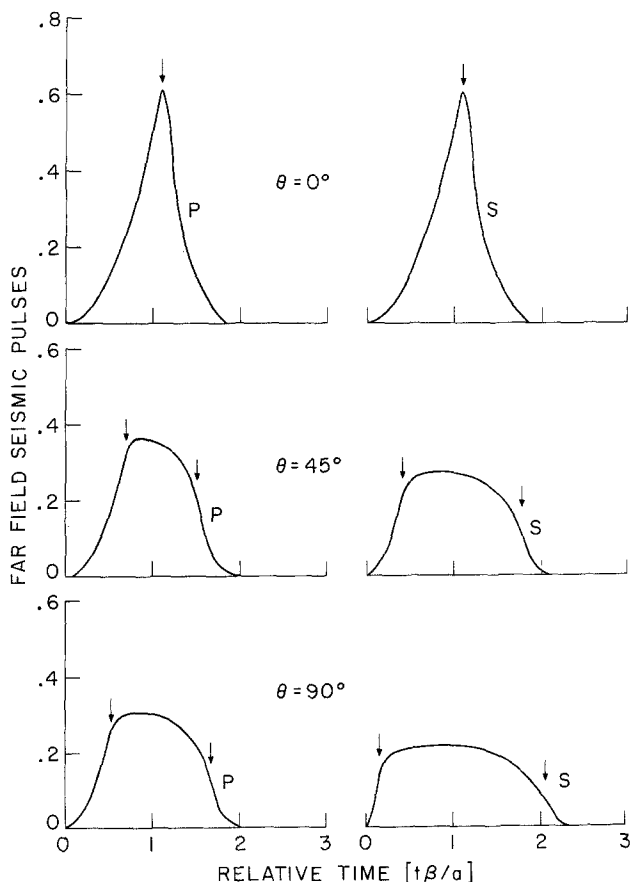 FAR FIELD SEISMIC PULSES
.8
.6
.4
.2
0
P
θ = 0°
S
.6
.4
.2
0
P
θ = 45°
S
.6
.4
.2
0
P
θ = 90°
S
0 1 2 3 0 1 2 3
RELATIVE TIME [tβ/a]